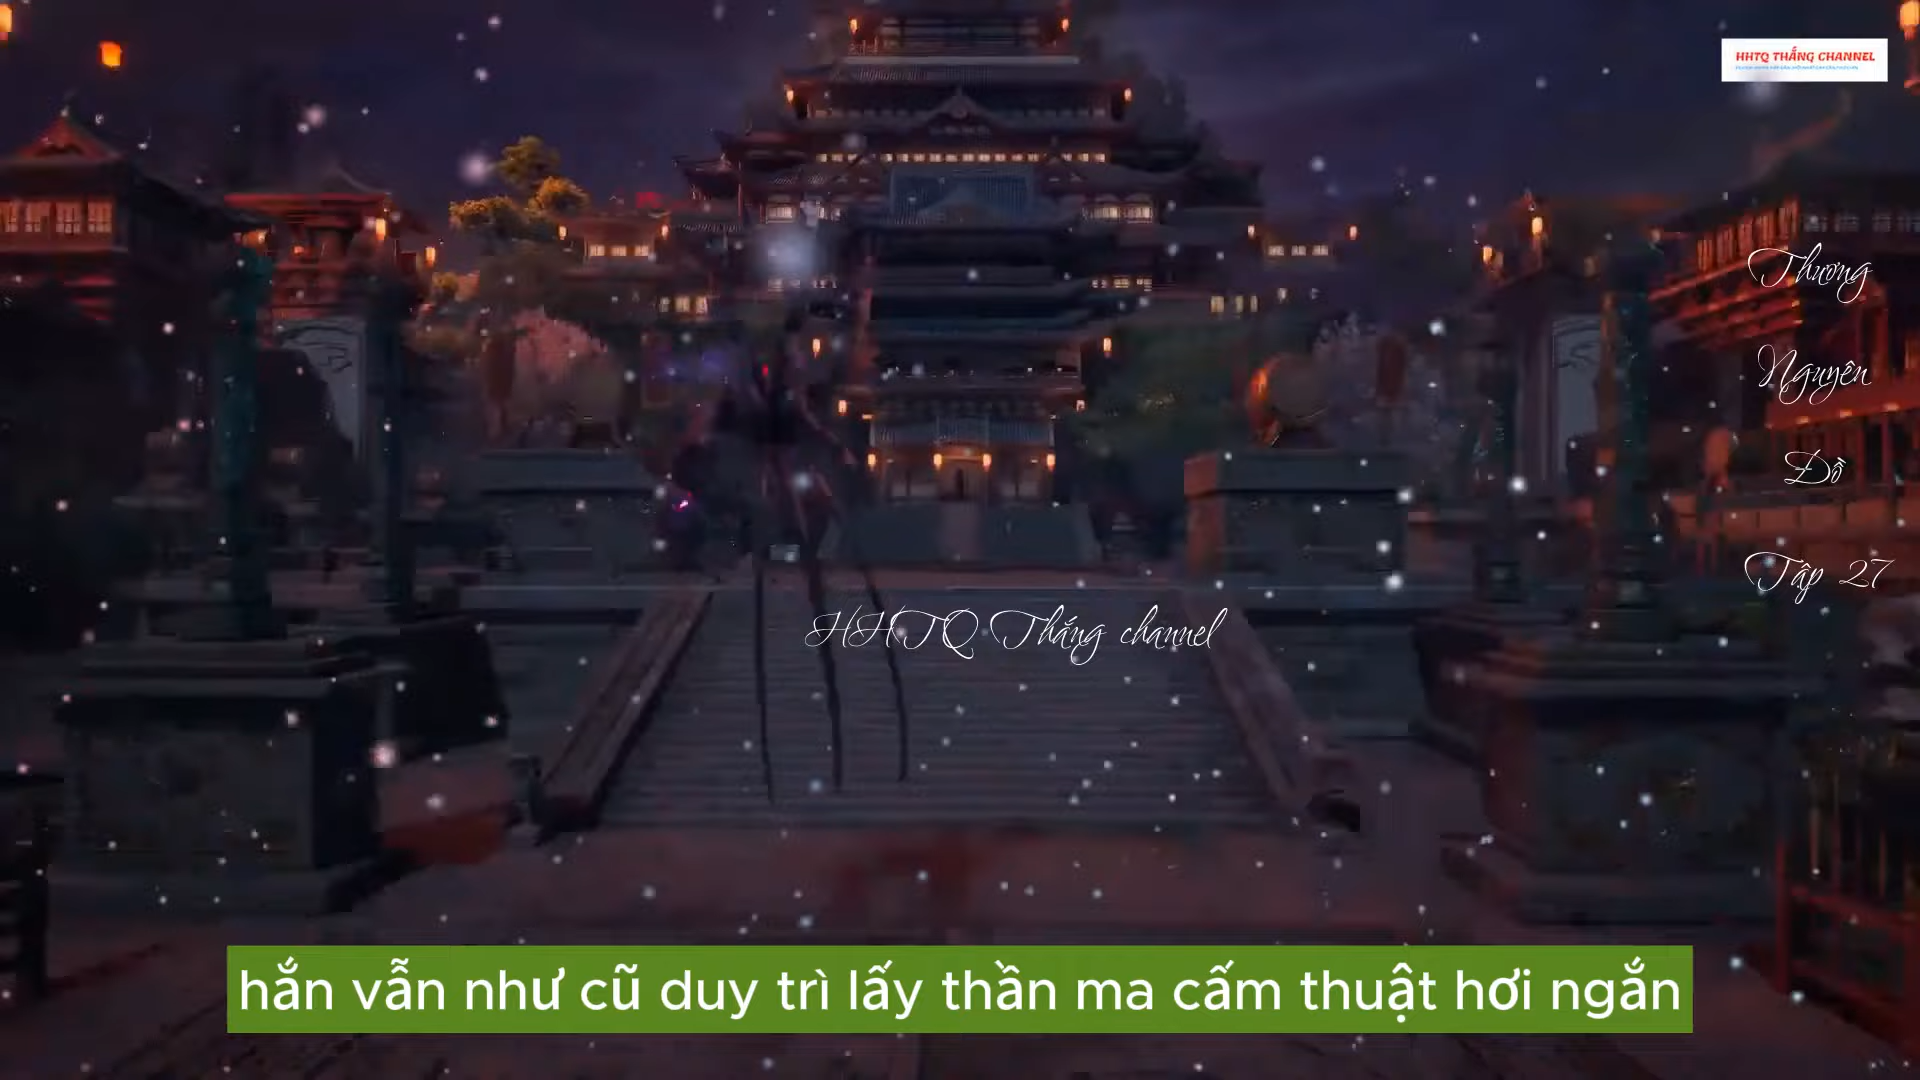 HHTQ THẮNG CHANNEL
Thương
Nguyên
Đồ
Tập 27
HHTQ Thắng channel
hắn vẫn như cũ duy trì lấy thần ma cấm thuật hơi ngắn